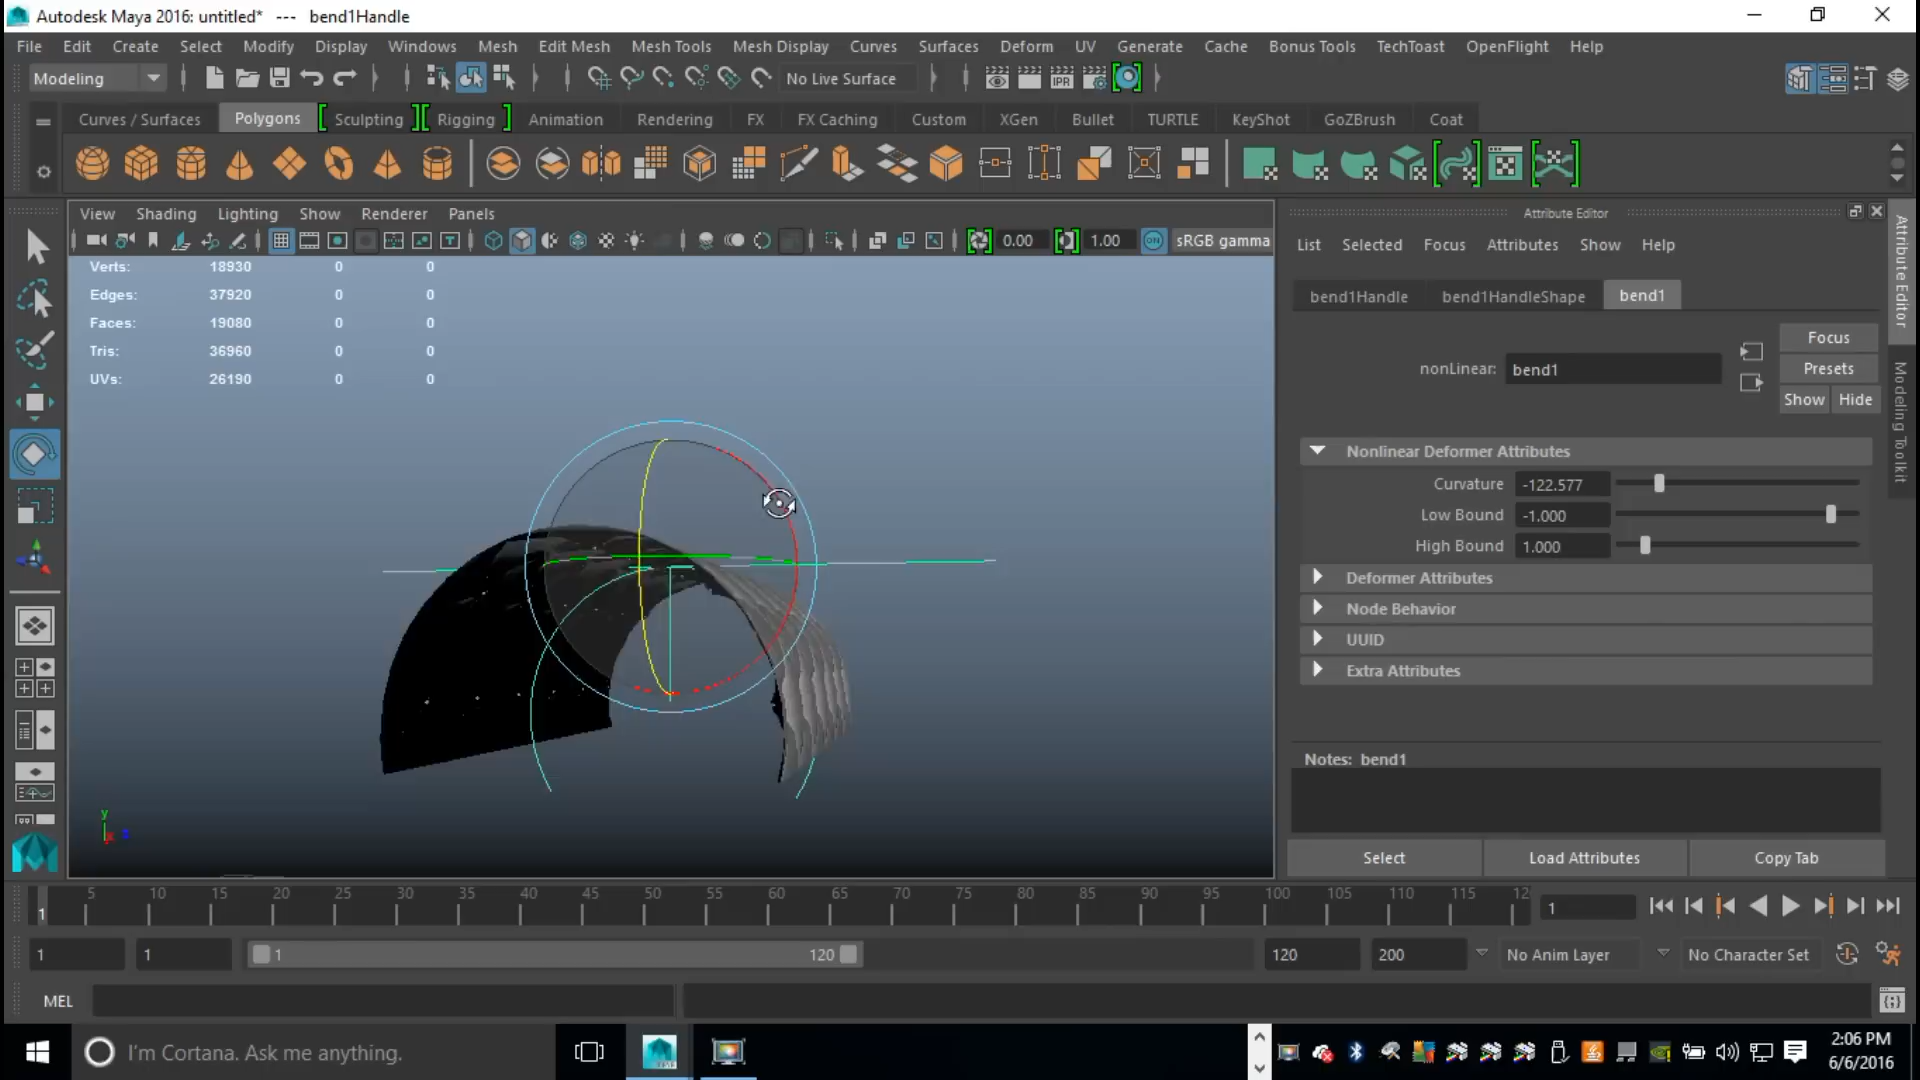 Autodesk Maya 2016: untitled*   ---   bend1Handle
File Edit Create Select Modify Display Windows Mesh Edit Mesh Mesh Tools Mesh Display Curves Surfaces Deform UV Generate Cache Bonus Tools TechToast OpenFlight Help
Modeling No Live Surface IPR
Curves / Surfaces Polygons Sculpting Rigging Animation Rendering FX FX Caching Custom XGen Bullet TURTLE KeyShot GoZBrush Coat
View Shading Lighting Show Renderer Panels
0.00 1.00 ON sRGB gamma
Verts: 18930 0 0
Edges: 37920 0 0
Faces: 19080 0 0
Tris: 36960 0 0
UVs: 26190 0 0
y
Attribute Editor
List Selected Focus Attributes Show Help
bend1Handle bend1HandleShape bend1
Focus
nonLinear: bend1 Presets
Show Hide
Nonlinear Deformer Attributes
Curvature -122.577
Low Bound -1.000
High Bound 1.000
Deformer Attributes
Node Behavior
UUID
Extra Attributes
Notes: bend1
Select Load Attributes Copy Tab
Attribute Editor
Modeling Toolkit
5 10 15 20 25 30 35 40 45 50 55 60 65 70 75 80 85 90 95 100 105 110 115 12
1 1
1 1 1 120 120 200 No Anim Layer No Character Set
MEL
I'm Cortana. Ask me anything.
2:06 PM
6/6/2016